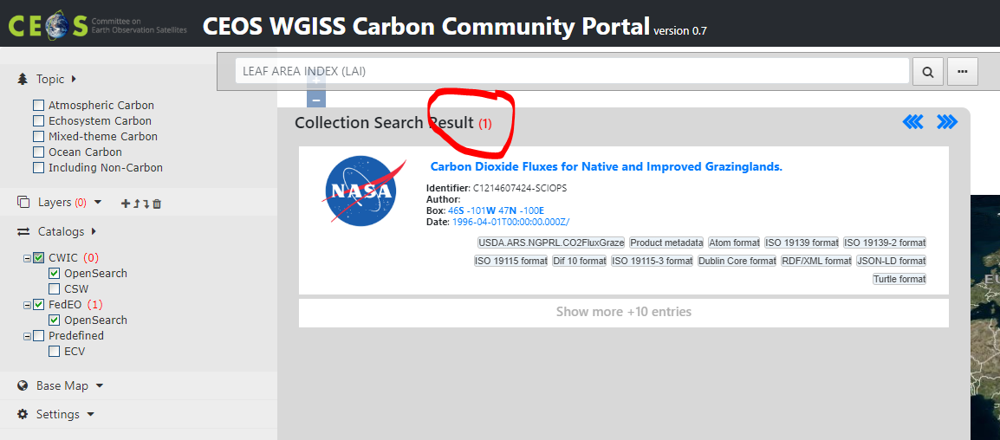 CEOS Committee on
Earth Observation Satellites
CEOS WGISS Carbon Community Portal version 0.7
LEAF AREA INDEX (LAI)
Topic
Atmospheric Carbon
Echosystem Carbon
Mixed-theme Carbon
Ocean Carbon
Including Non-Carbon
Layers (0)
Catalogs
CWIC (0)
OpenSearch
CSW
FedEO (1)
OpenSearch
Predefined
ECV
Base Map
Settings
Collection Search Result (1)
NASA
Carbon Dioxide Fluxes for Native and Improved Grazinglands.
Identifier: C1214607424-SCIOPS
Author:
Box: 46S -101W 47N -100E
Date: 1996-04-01T00:00:00.000Z/
USDA.ARS.NGPRL.CO2FluxGraze Product metadata Atom format ISO 19139 format ISO 19139-2 format
ISO 19115 format Dif 10 format ISO 19115-3 format Dublin Core format RDF/XML format JSON-LD format
Turtle format
Show more +10 entries